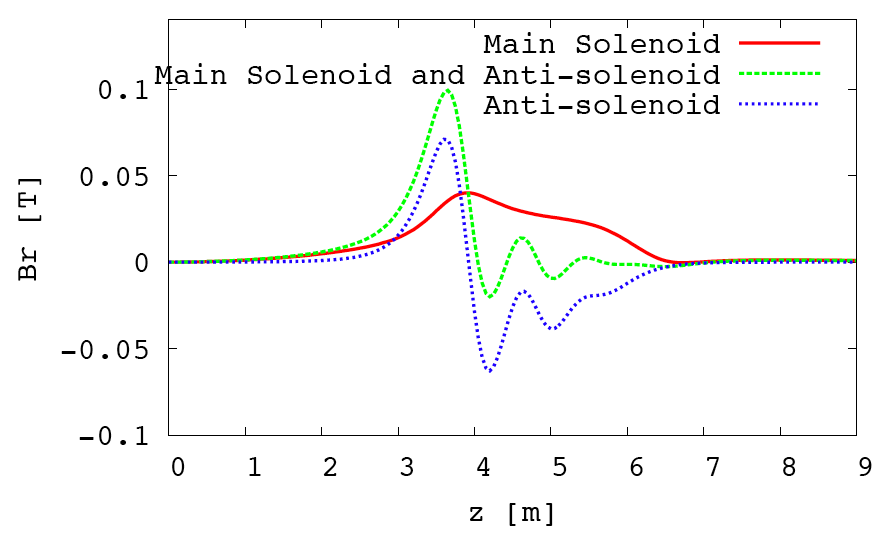 Main Solenoid
Main Solenoid and Anti-solenoid
Anti-solenoid
0.1
0.05
0
-0.05
-0.1
Br [T]
0 1 2 3 4 5 6 7 8 9
z [m]